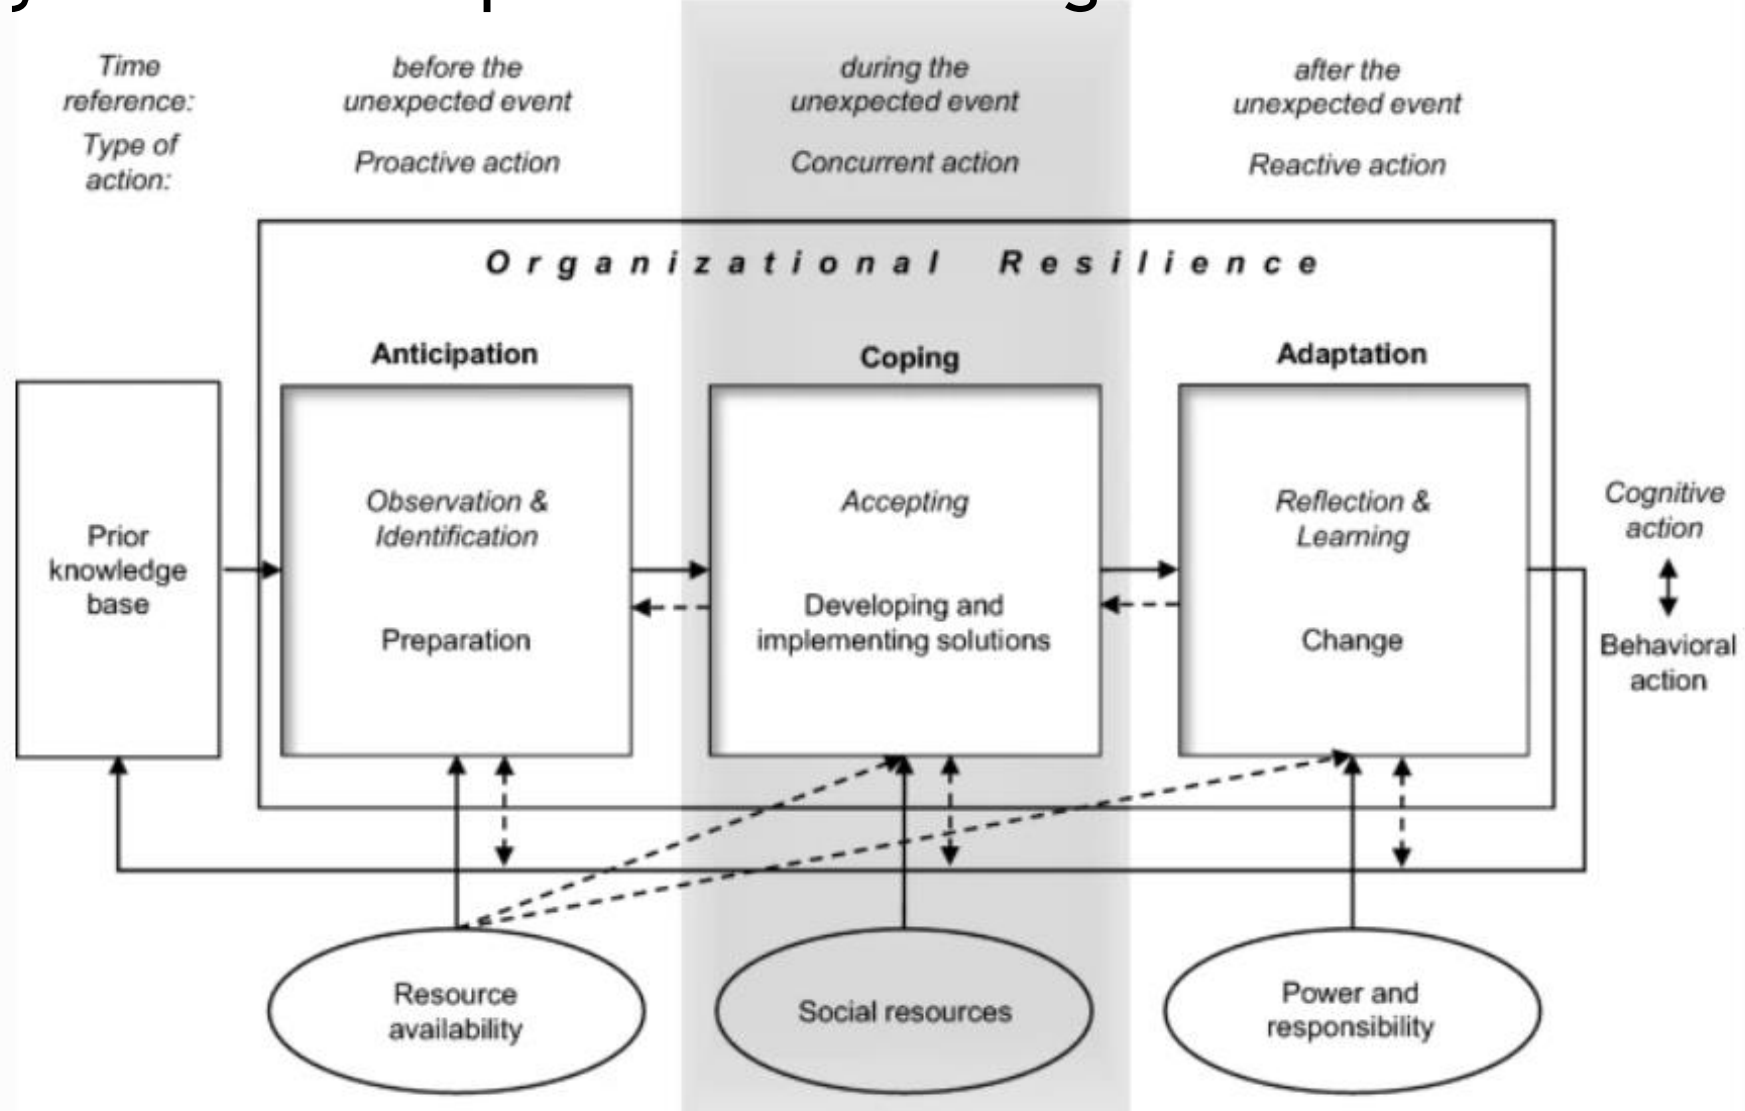 Time
reference:
before the
unexpected event
during the
unexpected event
after the
unexpected event
Type of
action:
Proactive action
Concurrent action
Reactive action
Organizational Resilience
Anticipation
Coping
Adaptation
Prior
knowledge
base
Observation &
Identification
Preparation
Accepting
Developing and
implementing solutions
Reflection &
Learning
Change
Cognitive
action
Behavioral
action
Resource
availability
Social resources
Power and
responsibility